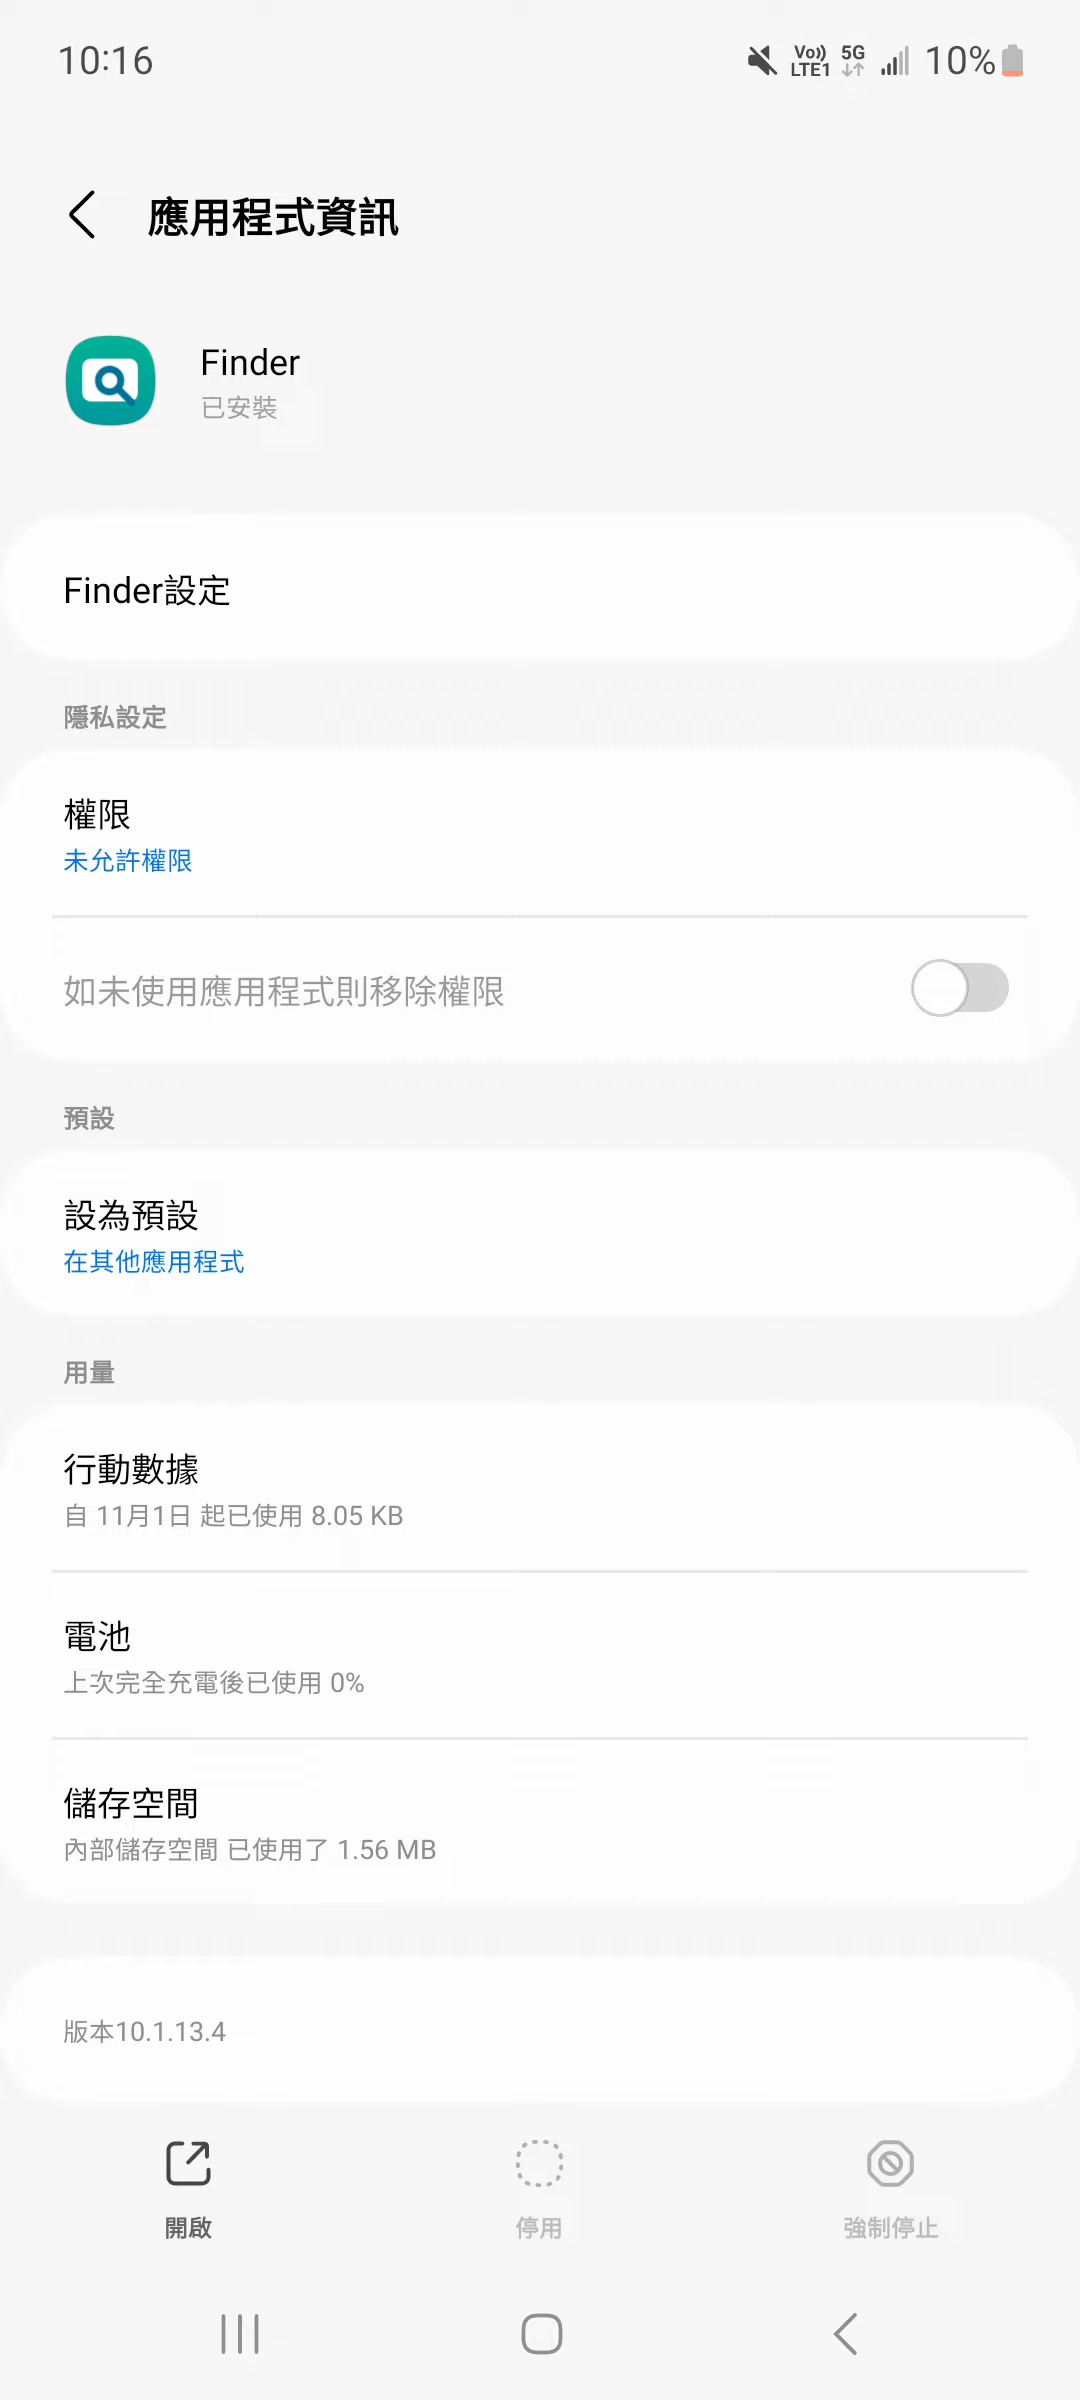 10:16
Vo)) LTE1 5G 10%
應用程式資訊
Finder
已安裝
Finder設定
隱私設定
權限
未允許權限
如未使用應用程式則移除權限
預設
設為預設
在其他應用程式
用量
行動數據
自 11月1日 起已使用 8.05 KB
電池
上次完全充電後已使用 0%
儲存空間
內部儲存空間 已使用了 1.56 MB
版本10.1.13.4
開啟
停用
強制停止